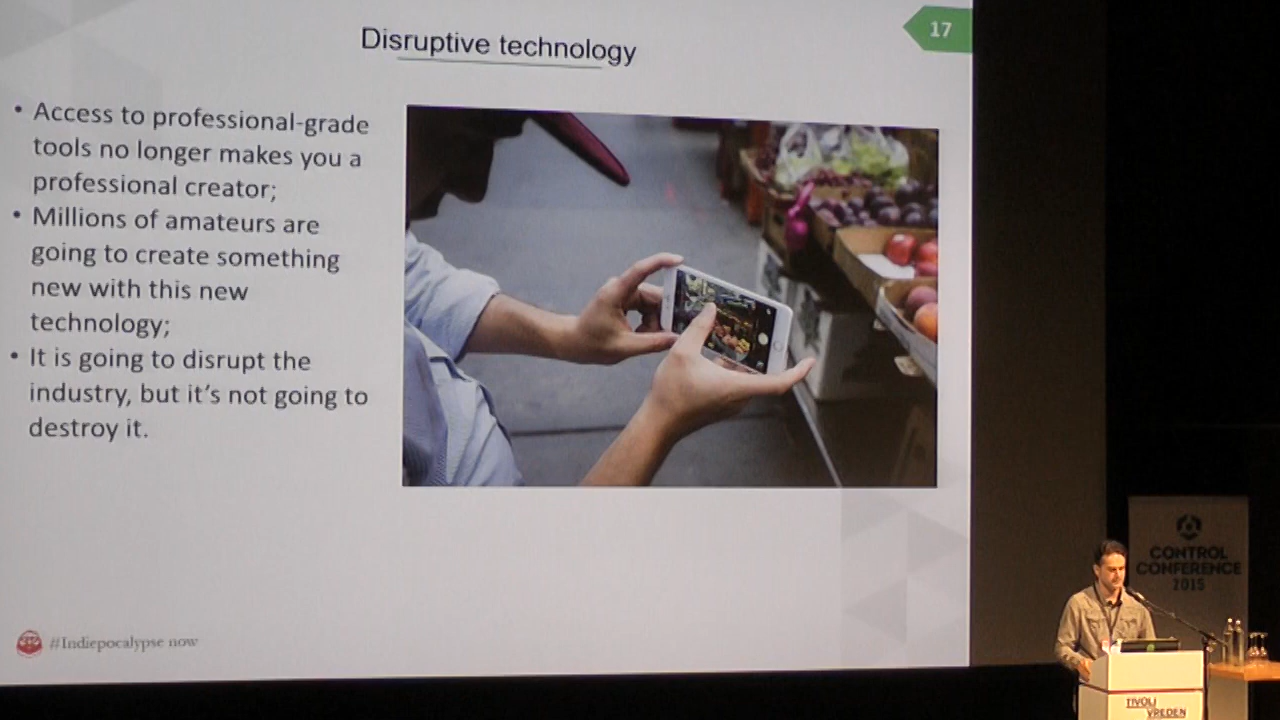 Disruptive technology
17
• Access to professional-grade
tools no longer makes you a
professional creator;
• Millions of amateurs are
going to create something
new with this new
technology;
• It is going to disrupt the
industry, but it's not going to
destroy it.
#Indiepocalypse now
CONTROL
CONFERENCE
2015
TIVOLI
VREDEN